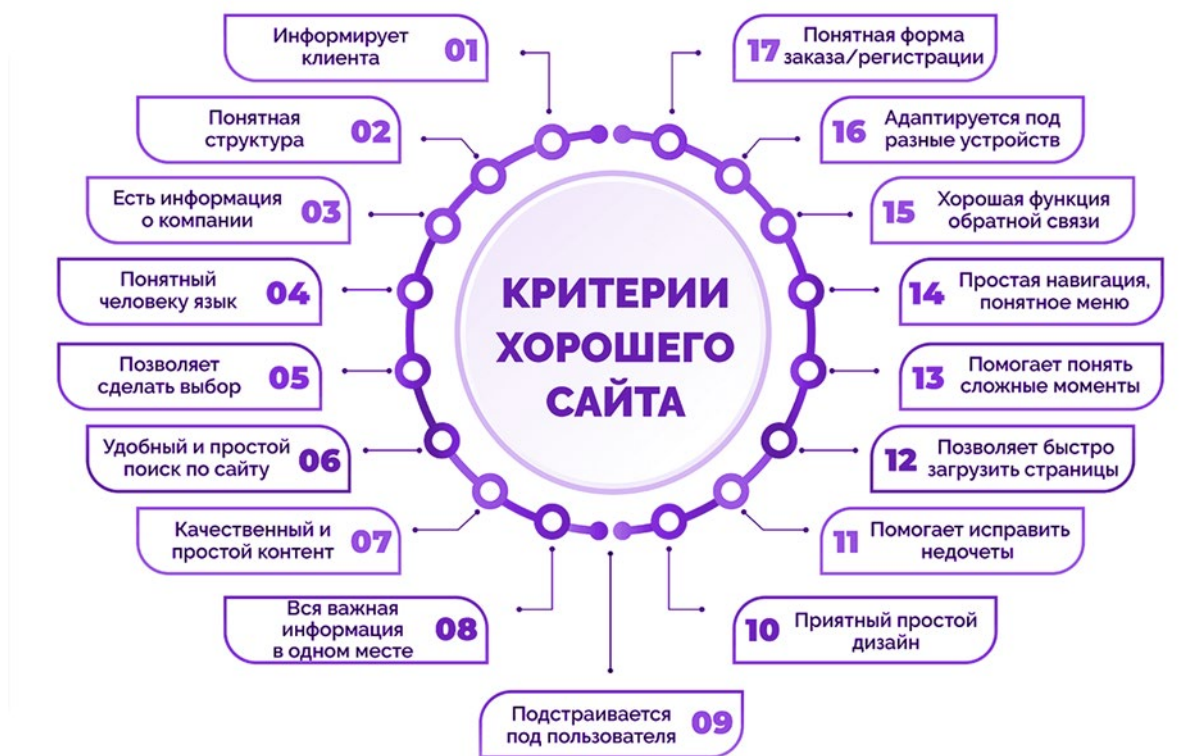 КРИТЕРИИ
ХОРОШЕГО
САЙТА
Информирует
клиента
01
Понятная
структура
02
Есть информация
о компании
03
Понятный
человеку язык
04
Позволяет
сделать выбор
05
Удобный и простой
поиск по сайту
06
Качественный и
простой контент
07
Вся важная
информация
в одном месте
08
Подстраивается
под пользователя
09
10
Приятный простой
дизайн
11
Помогает исправить
недочеты
12
Позволяет быстро
загрузить страницы
13
Помогает понять
сложные моменты
14
Простая навигация,
понятное меню
15
Хорошая функция
обратной связи
16
Адаптируется под
разные устройств
17
Понятная форма
заказа/регистрации